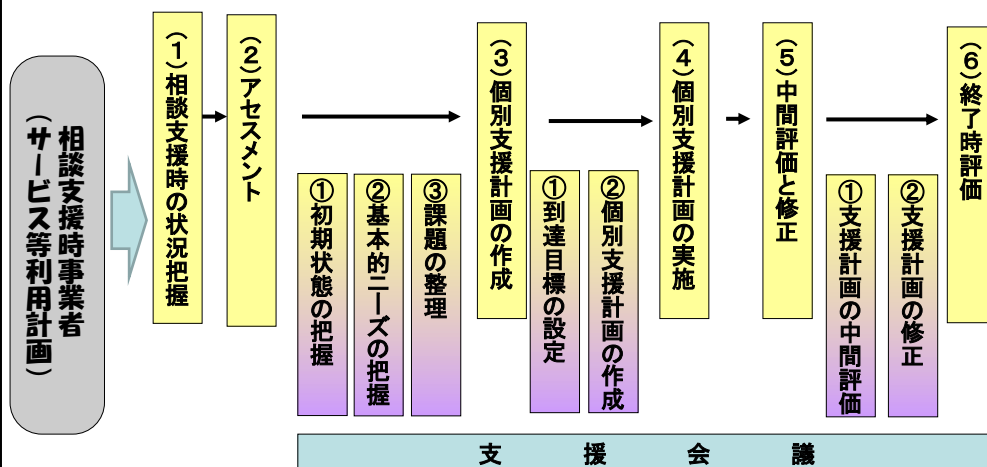 相談支援時事業者
(サービス等利用計画)
(1)相談支援時の状況把握
(2)アセスメント
①初期状態の把握
②基本的ニーズの把握
③課題の整理
(3)個別支援計画の作成
①到達目標の設定
②個別支援計画の作成
(4)個別支援計画の実施
(5)中間評価と修正
①支援計画の中間評価
②支援計画の修正
(6)終了時評価
支援会議